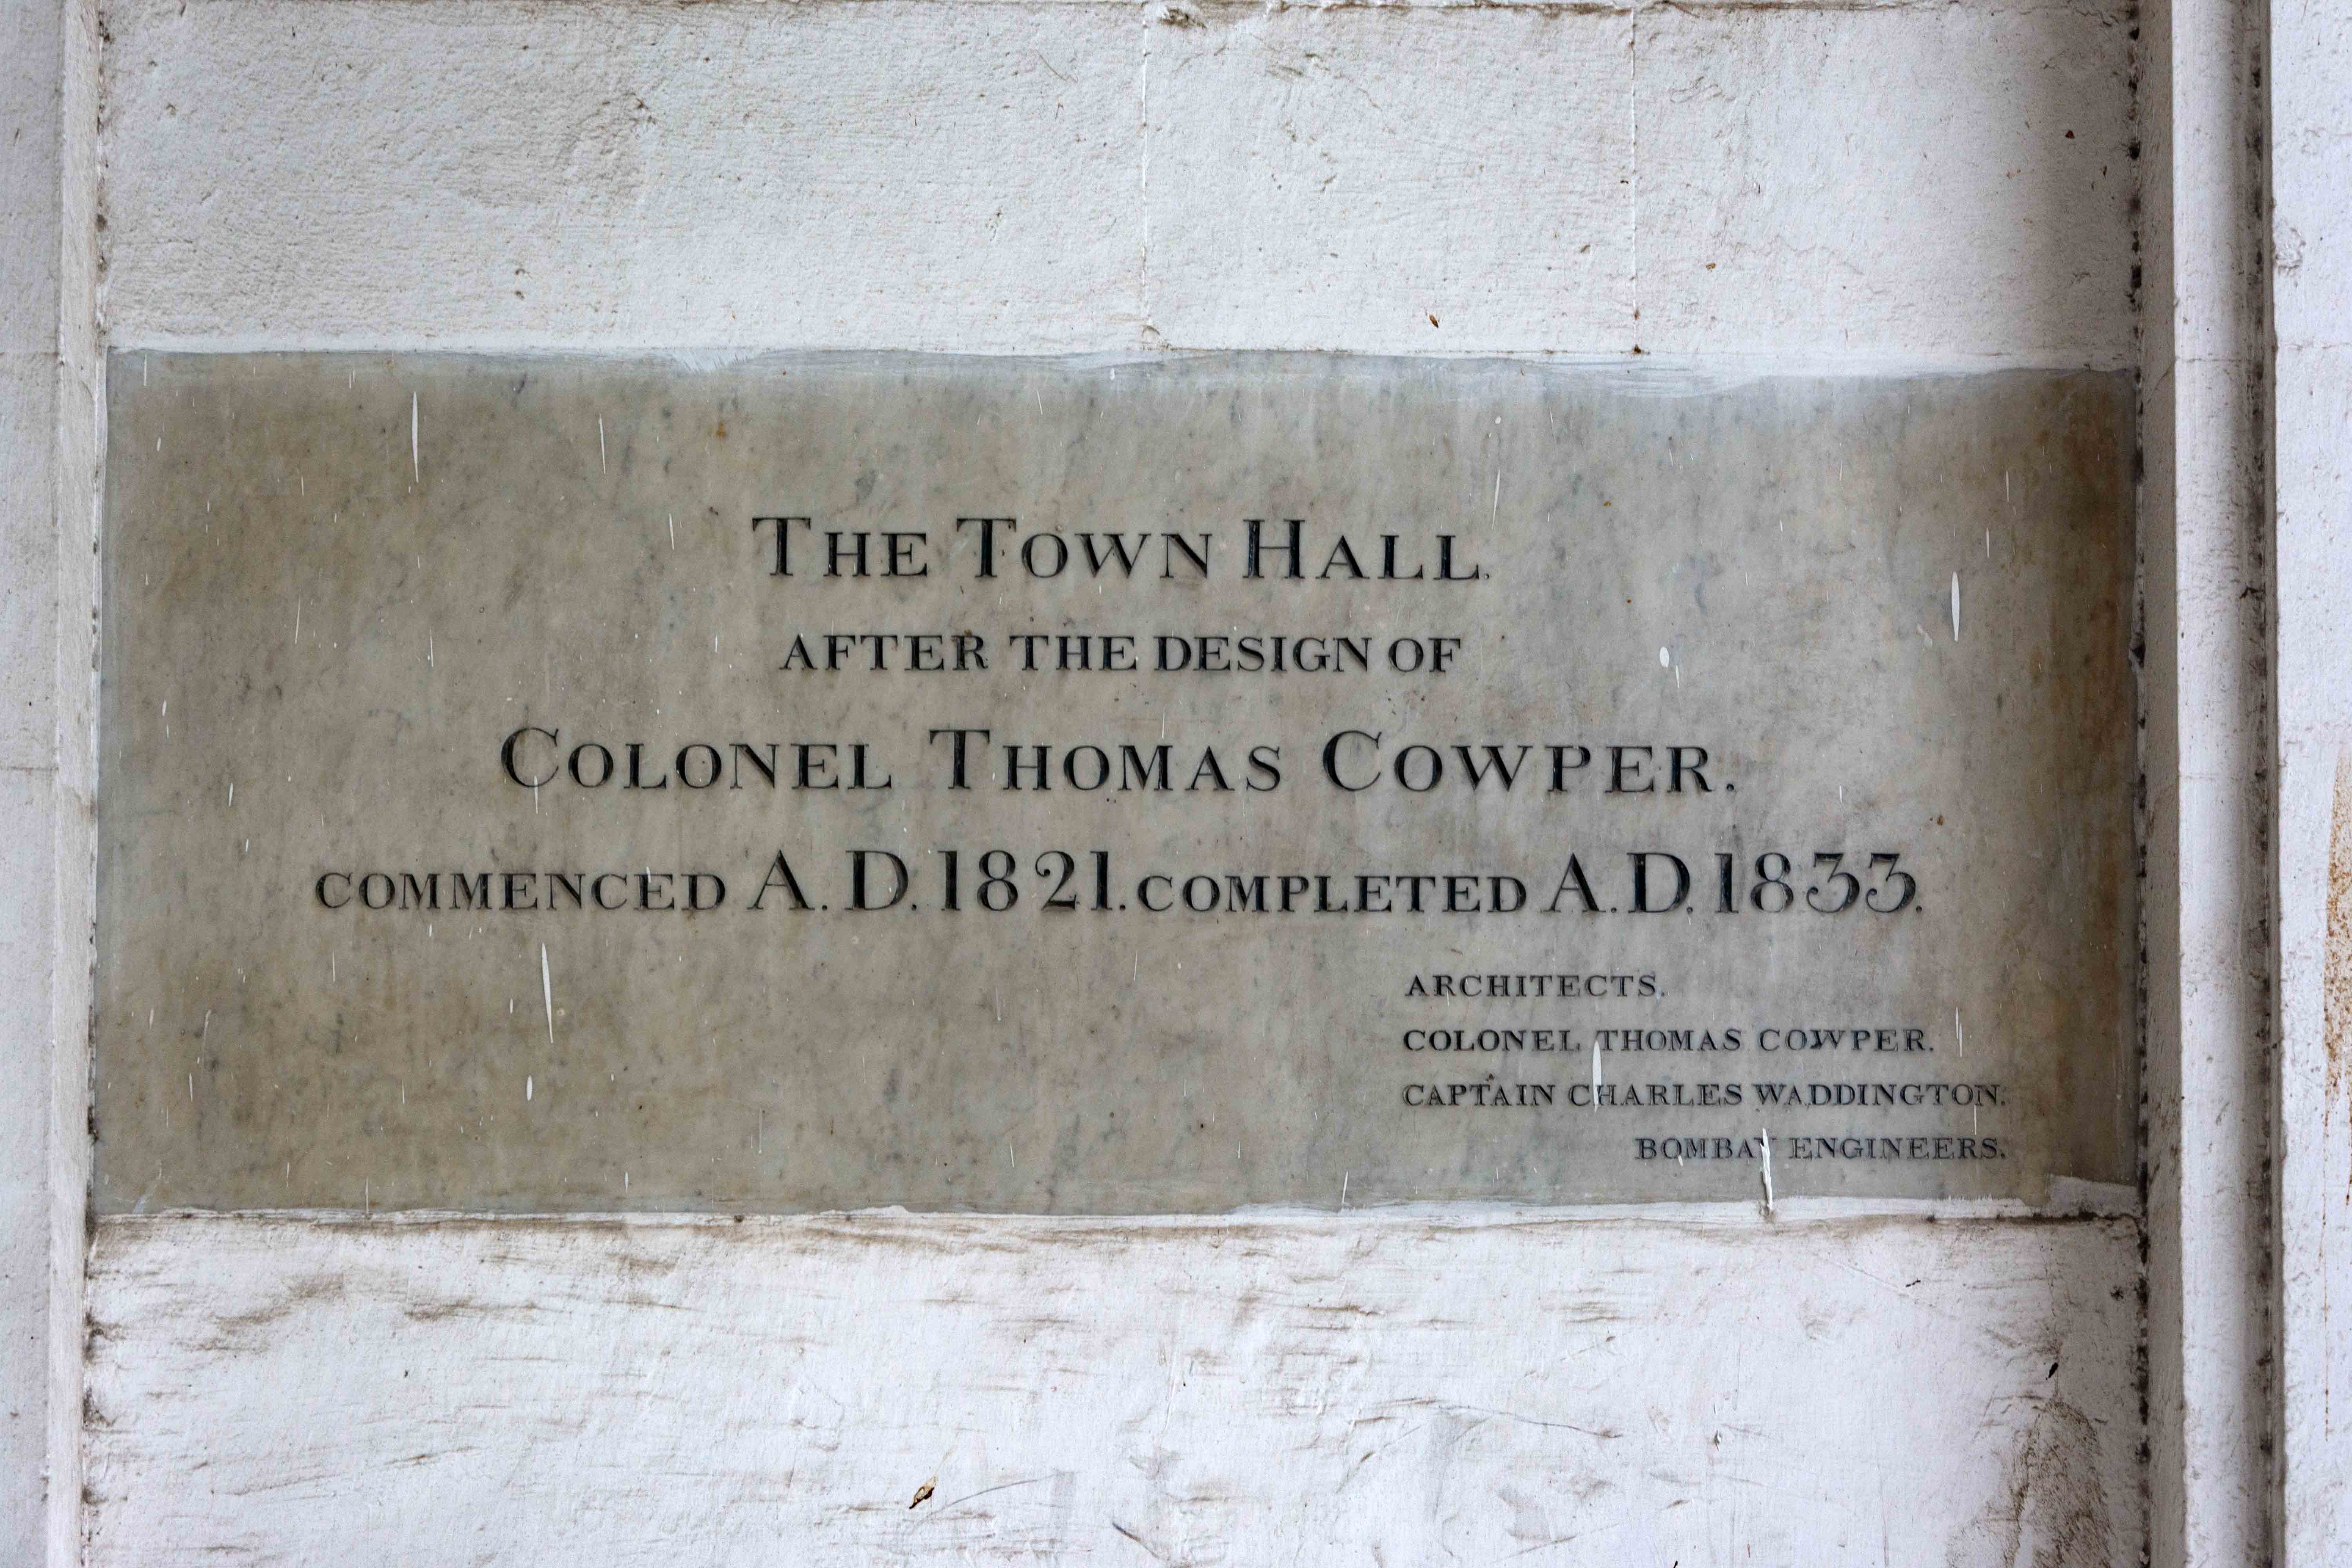 THE TOWN HALL.
AFTER THE DESIGN OF
COLONEL THOMAS COWPER.
COMMENCED A.D.1821.COMPLETED A.D.1833.
ARCHITECTS.
COLONEL THOMAS COWPER.
CAPTAIN CHARLES WADDINGTON.
BOMBAY ENGINEERS.